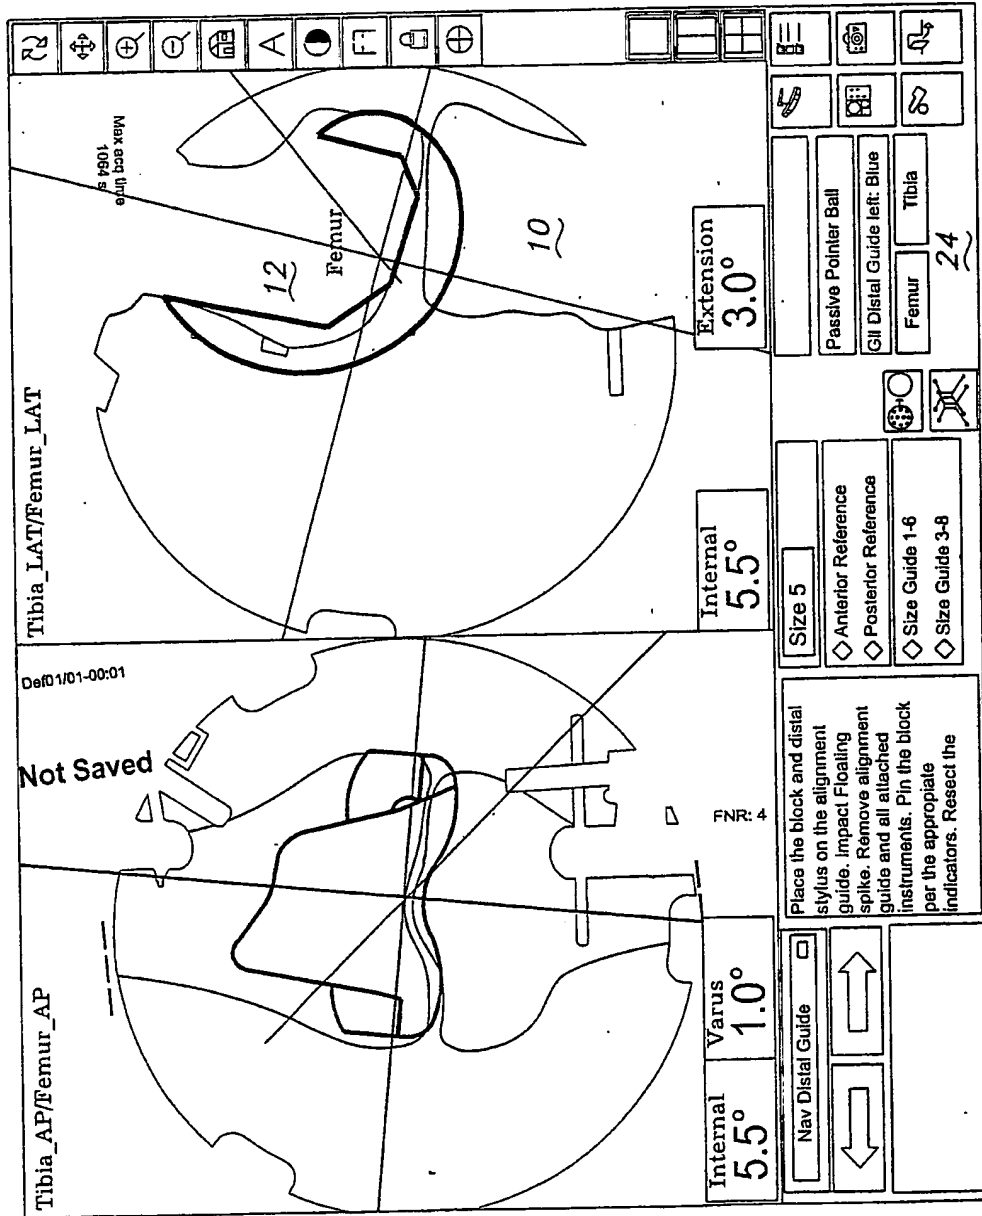 Tibia_AP/Femur_AP
Not Saved
Def01/01-00:01
FNR: 4
Internal
5.5°
Varus
1.0°
Tibia_LAT/Femur_LAT
Max acq time
1064 s
12
Femur
10
Internal
5.5°
Extension
3.0°
A
Nav Distal Guide
Place the block and distal
stylus on the alignment
guide. Impact Floating
spike. Remove alignment
guide and all attached
instruments. Pin the block
per the appropiate
indicators. Resect the
Size 5
Anterior Reference
Posterior Reference
Size Guide 1-6
Size Guide 3-8
Passive Pointer Ball
GII Distal Guide left: Blue
Femur
Tibia
24